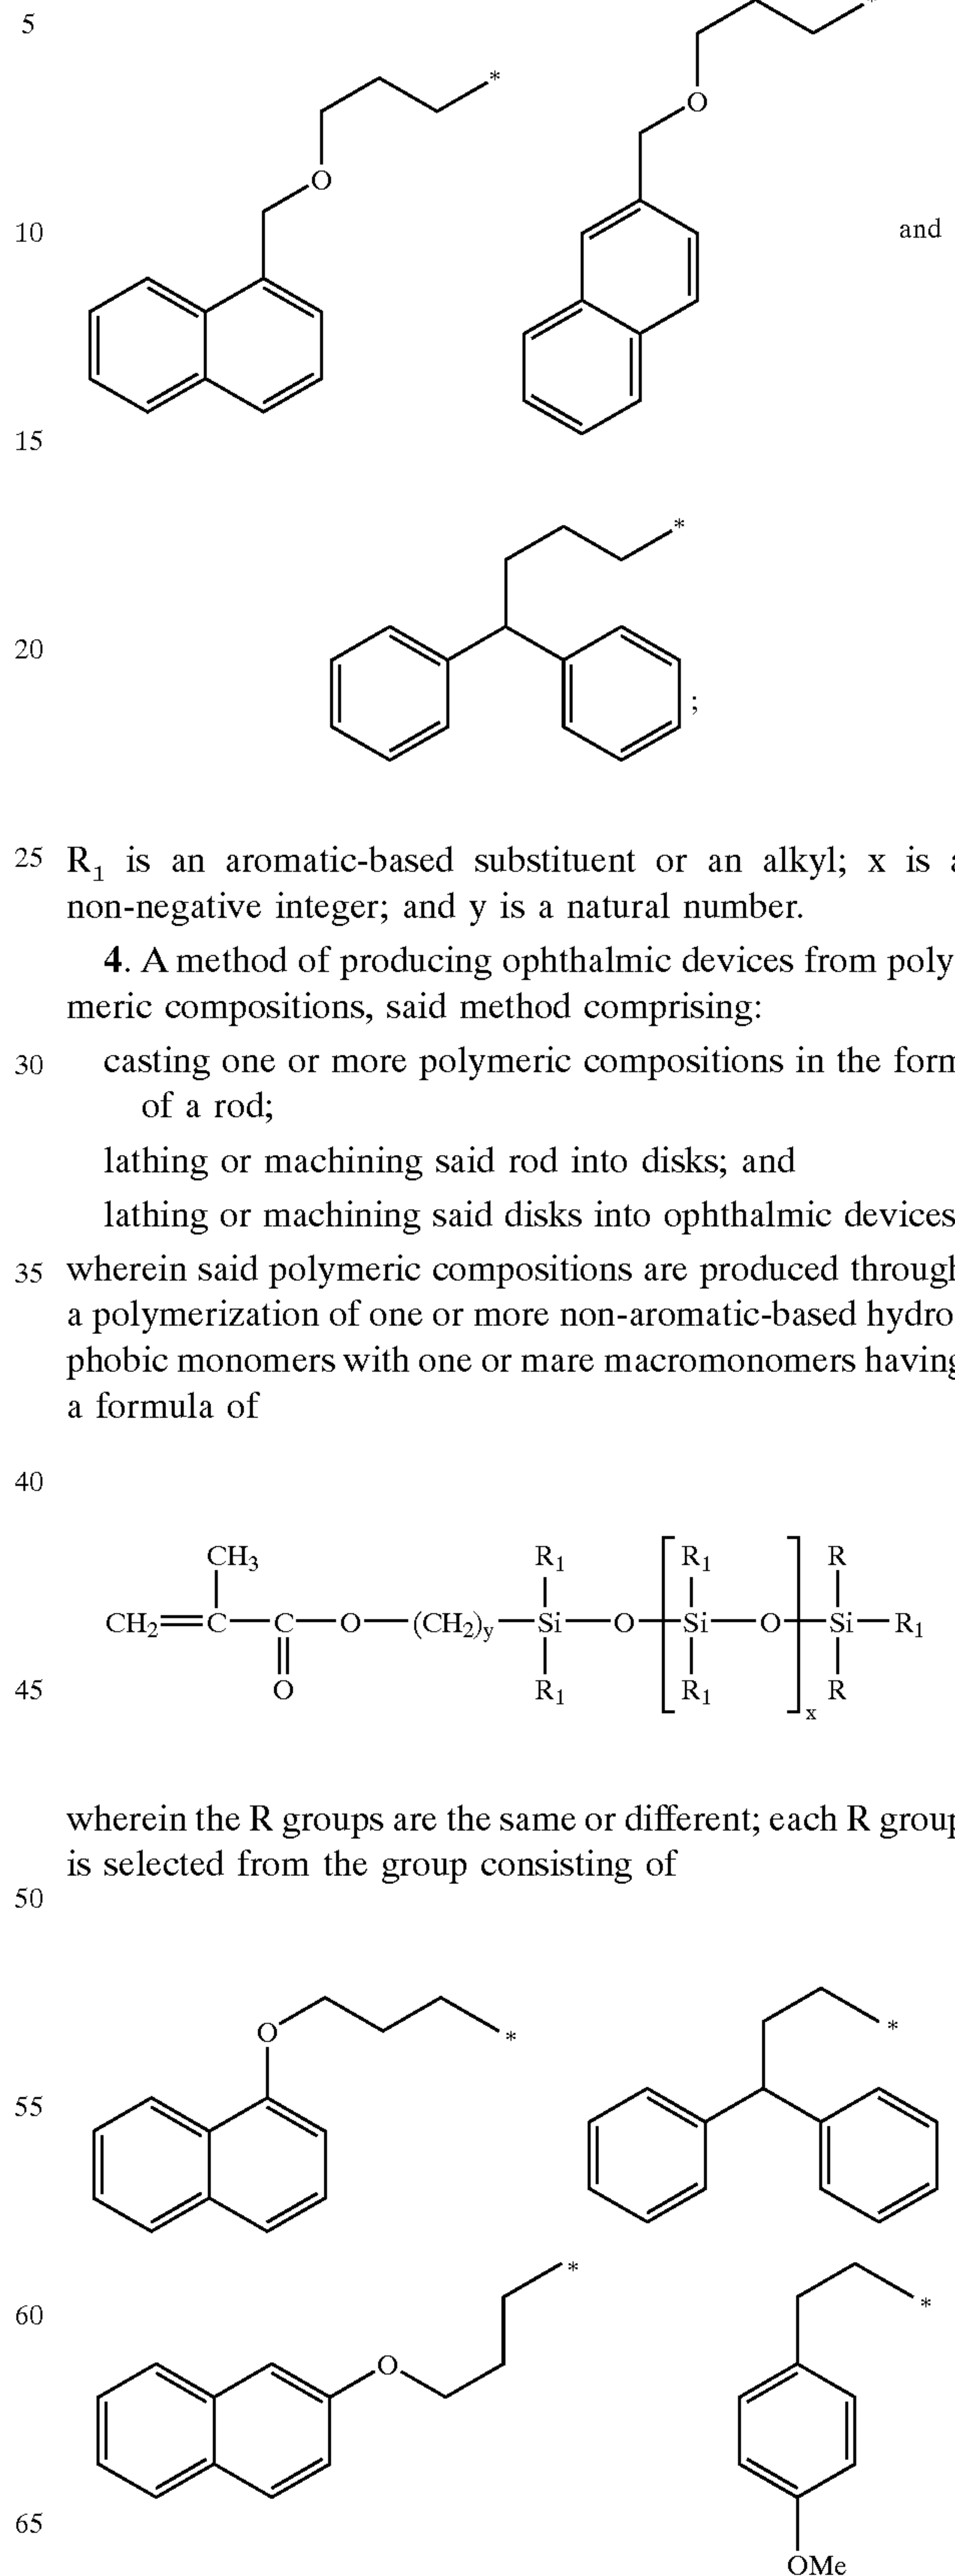 5
*
*
O
O
10
and
15
*
20
;
25 R₁ is an aromatic-based substituent or an alkyl; x is a
non-negative integer; and y is a natural number.
4. A method of producing ophthalmic devices from poly
meric compositions, said method comprising:
30 casting one or more polymeric compositions in the form
of a rod;
lathing or machining said rod into disks; and
lathing or machining said disks into ophthalmic devices
35 wherein said polymeric compositions are produced through
a polymerization of one or more non-aromatic-based hydro
phobic monomers with one or mare macromonomers having
a formula of
40
CH₃ R₁ R₁ R
CH₂=C—C—O—(CH₂)y—Si—O—[Si—O]x—Si—R₁
45 O R₁ R₁ R
wherein the R groups are the same or different; each R group
is selected from the group consisting of
50
O * *
55
* *
60
O
65
OMe